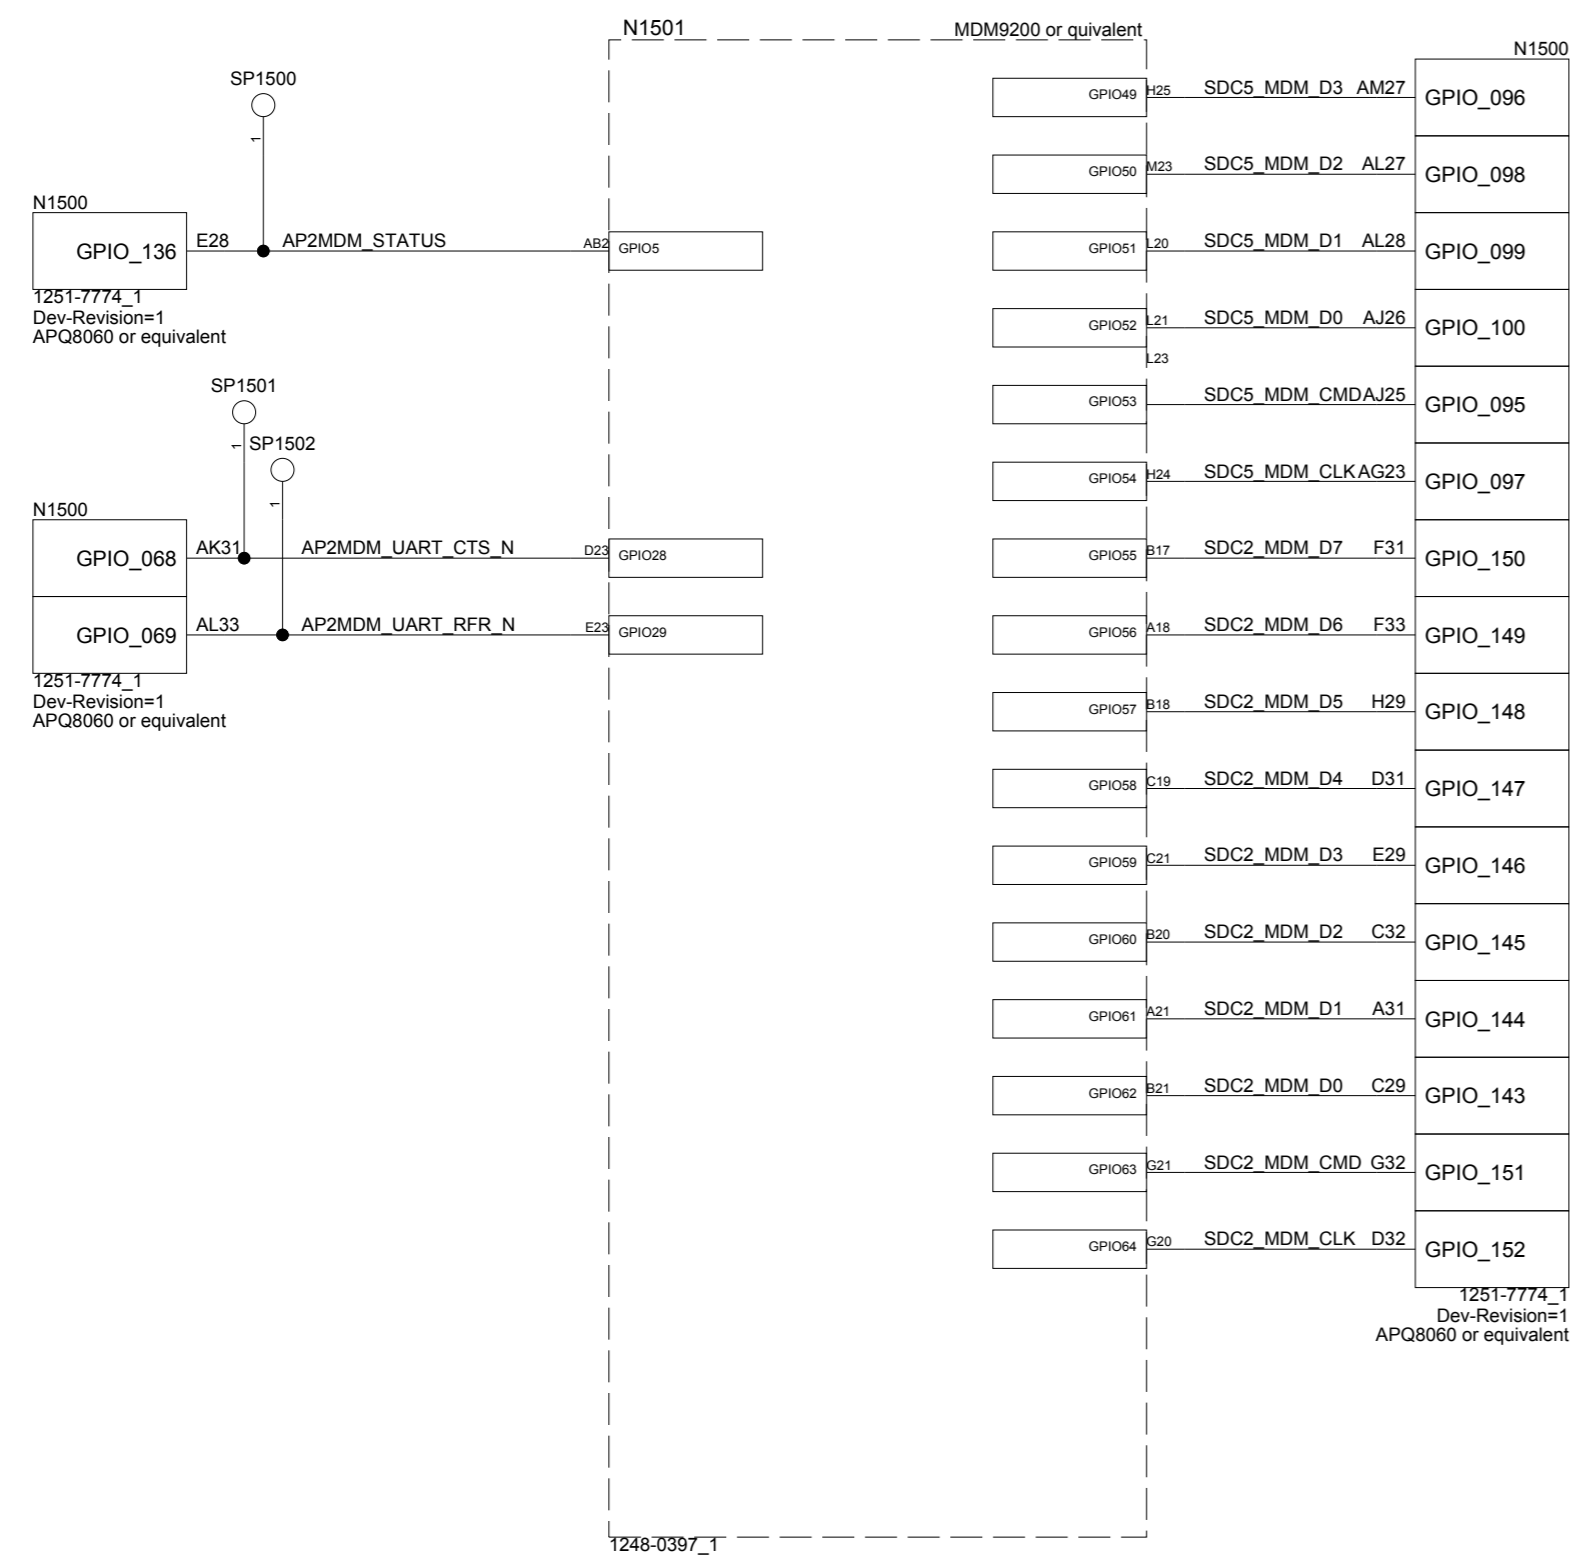 N1501
MDM9200 or quivalent
N1500
SP1500
1
N1500
GPIO_136
E28
AP2MDM_STATUS
AB2
GPIO5
1251-7774_1
Dev-Revision=1
APQ8060 or equivalent
SP1501
1
SP1502
1
N1500
GPIO_068
AK31
AP2MDM_UART_CTS_N
D23
GPIO28
GPIO_069
AL33
AP2MDM_UART_RFR_N
E23
GPIO29
1251-7774_1
Dev-Revision=1
APQ8060 or equivalent
GPIO49 H25 SDC5_MDM_D3 AM27 GPIO_096
GPIO50 M23 SDC5_MDM_D2 AL27 GPIO_098
GPIO51 L20 SDC5_MDM_D1 AL28 GPIO_099
GPIO52 L21 SDC5_MDM_D0 AJ26 GPIO_100
L23
GPIO53 SDC5_MDM_CMD AJ25 GPIO_095
GPIO54 H24 SDC5_MDM_CLK AG23 GPIO_097
GPIO55 B17 SDC2_MDM_D7 F31 GPIO_150
GPIO56 A18 SDC2_MDM_D6 F33 GPIO_149
GPIO57 B18 SDC2_MDM_D5 H29 GPIO_148
GPIO58 C19 SDC2_MDM_D4 D31 GPIO_147
GPIO59 C21 SDC2_MDM_D3 E29 GPIO_146
GPIO60 B20 SDC2_MDM_D2 C32 GPIO_145
GPIO61 A21 SDC2_MDM_D1 A31 GPIO_144
GPIO62 B21 SDC2_MDM_D0 C29 GPIO_143
GPIO63 G21 SDC2_MDM_CMD G32 GPIO_151
GPIO64 G20 SDC2_MDM_CLK D32 GPIO_152
1251-7774_1
Dev-Revision=1
APQ8060 or equivalent
1248-0397_1